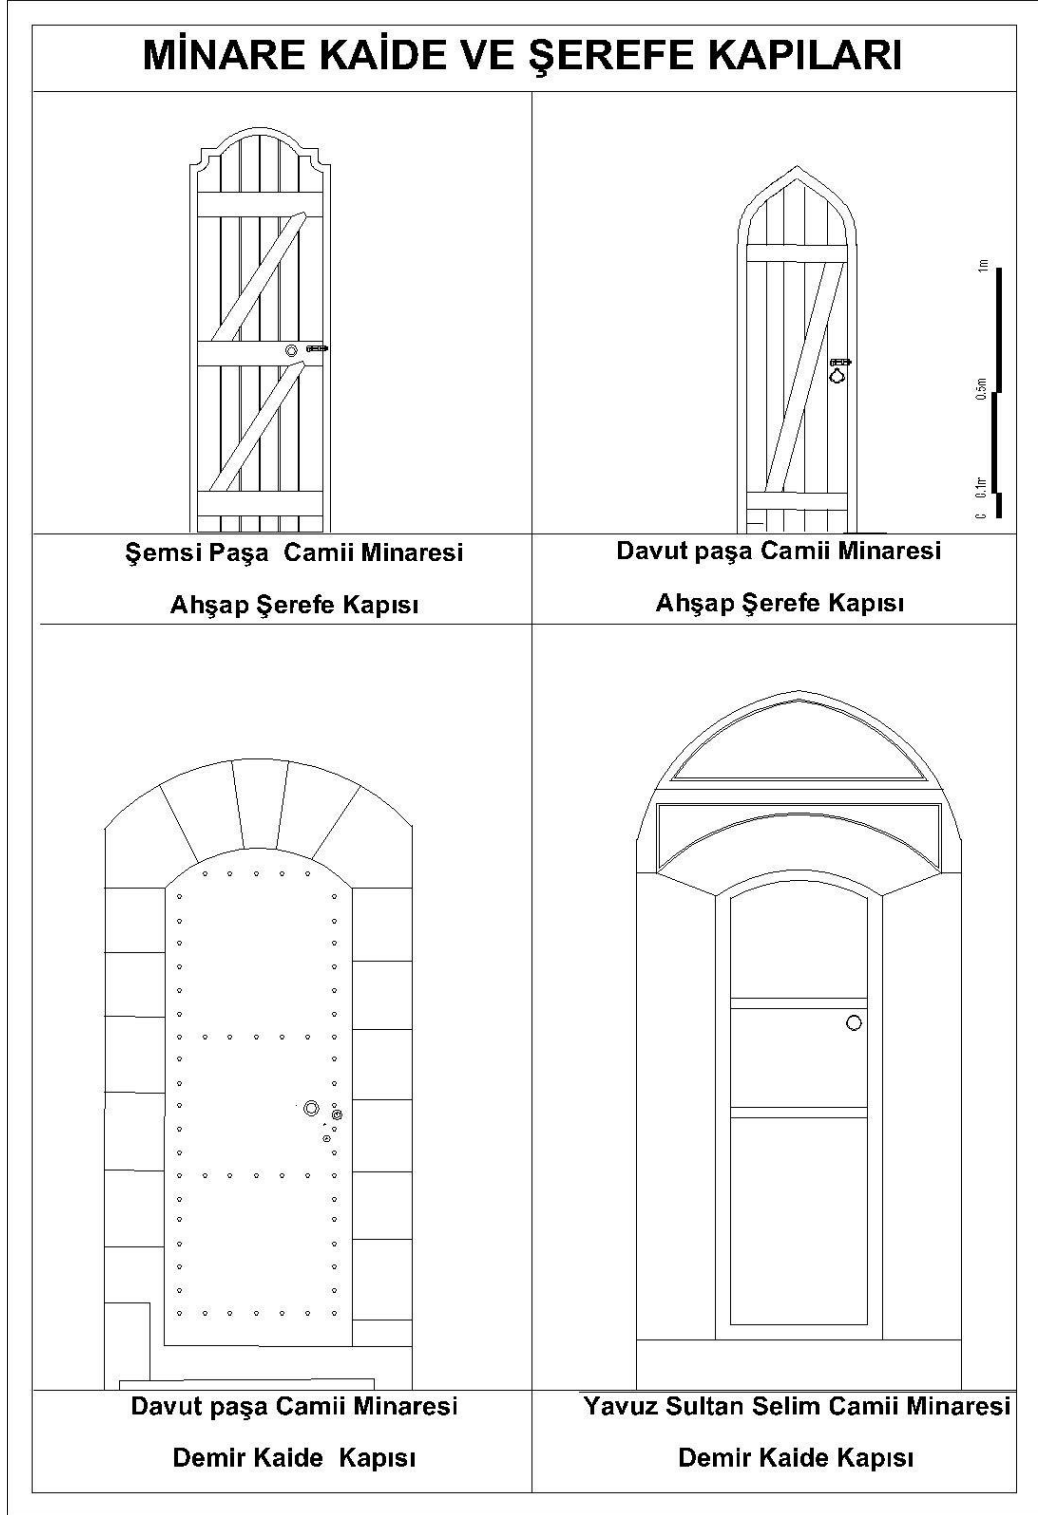 MİNARE KAİDE VE ŞEREFE KAPILARI
1m
0.5m
0.1m
Şemsi Paşa Camii Minaresi
Ahşap Şerefe Kapısı
Davut paşa Camii Minaresi
Ahşap Şerefe Kapısı
Davut paşa Camii Minaresi
Demir Kaide Kapısı
Yavuz Sultan Selim Camii Minaresi
Demir Kaide Kapısı